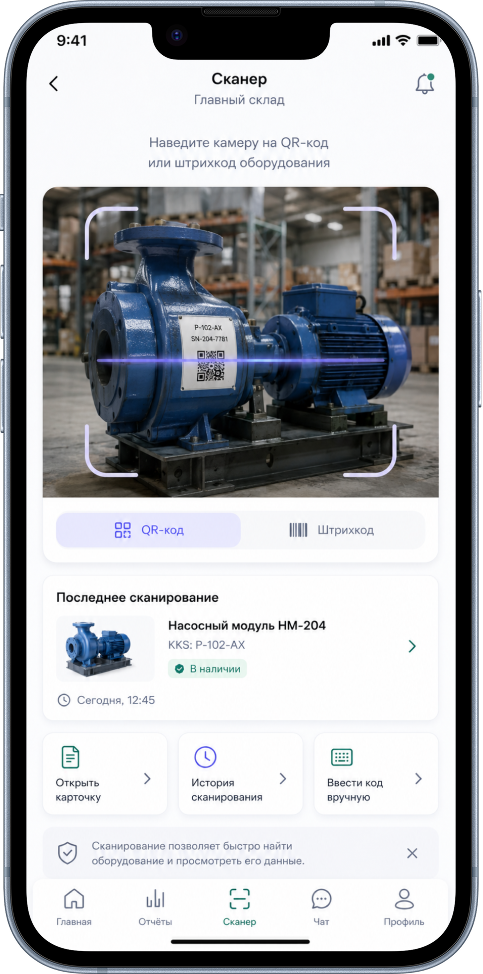 9:41
Сканер
Главный склад
Наведите камеру на QR-код
или штрихкод оборудования
P-102-AX
SN-204-7781
QR-код
Штрихкод
Последнее сканирование
Насосный модуль НМ-204
KKS: P-102-AX
В наличии
Сегодня, 12:45
Открыть
карточку
История
сканирования
Ввести код
вручную
Сканирование позволяет быстро найти
оборудование и просмотреть его данные.
Главная
Отчёты
Сканер
Чат
Профиль